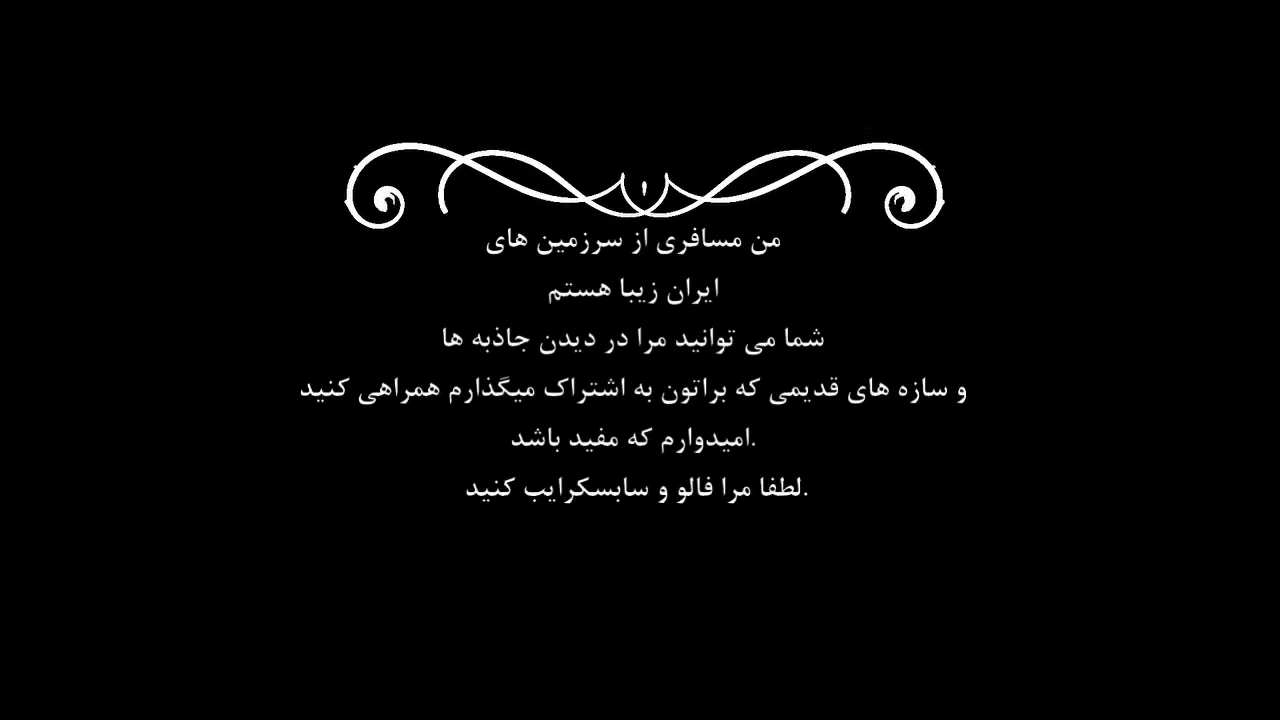 من مسافری از سرزمین های
ایران زیبا هستم
شما می توانید مرا در دیدن جاذبه ها
و سازه های قدیمی که براتون به اشتراک میگذارم همراهی کنید
.امیدوارم که مفید باشد
.لطفا مرا فالو و سابسکرایب کنید